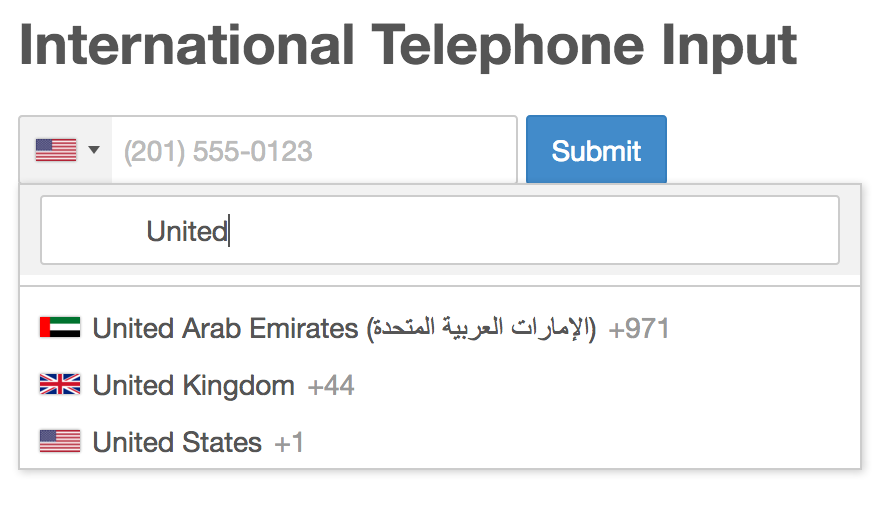 International Telephone Input
(201) 555-0123 Submit
United
United Arab Emirates (الإمارات العربية المتحدة) +971
United Kingdom +44
United States +1